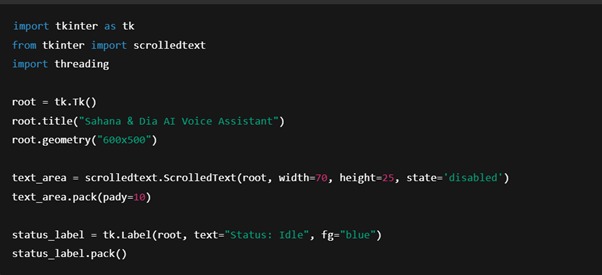 import tkinter as tk
from tkinter import scrolledtext
import threading
root = tk.Tk()
root.title("Sahana & Dia AI Voice Assistant")
root.geometry("600x500")
text_area = scrolledtext.ScrolledText(root, width=70, height=25, state='disabled')
text_area.pack(pady=10)
status_label = tk.Label(root, text="Status: Idle", fg="blue")
status_label.pack()